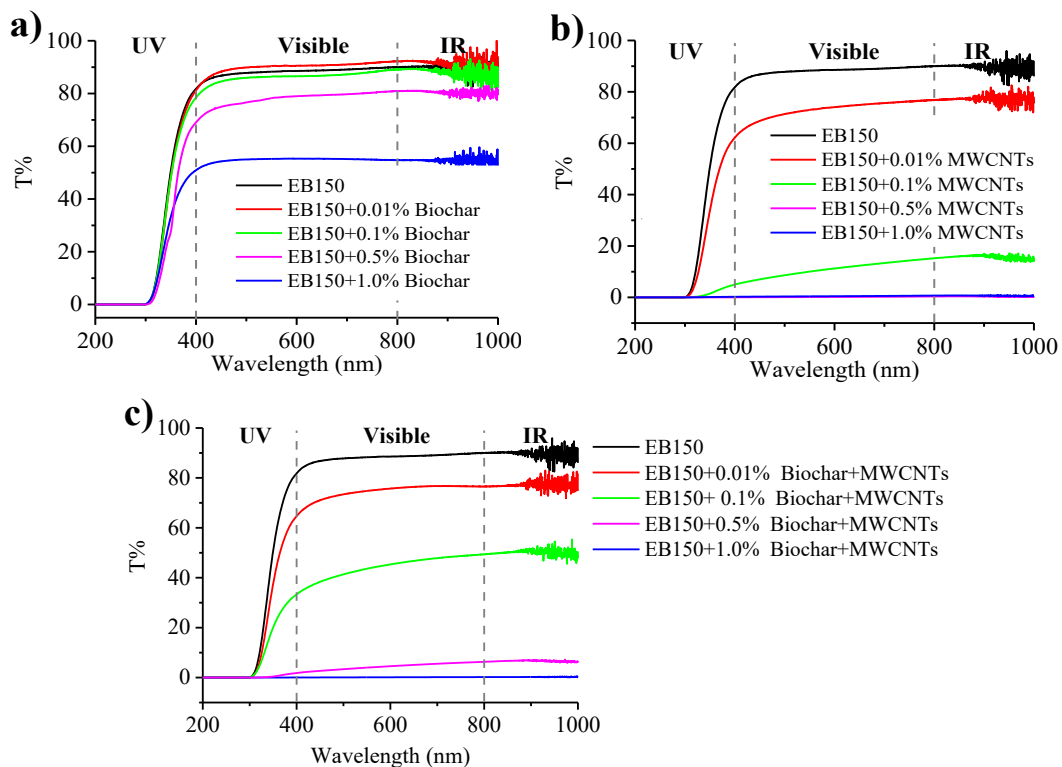 a)
UV Visible IR
100
80
60
40
20
0
T%
EB150
EB150+0.01% Biochar
EB150+0.1% Biochar
EB150+0.5% Biochar
EB150+1.0% Biochar
200 400 600 800 1000
Wavelength (nm)
b)
UV Visible IR
100
80
60
40
20
0
T%
EB150
EB150+0.01% MWCNTs
EB150+0.1% MWCNTs
EB150+0.5% MWCNTs
EB150+1.0% MWCNTs
200 400 600 800 1000
Wavelength (nm)
c)
UV Visible IR
100
80
60
40
20
0
T%
EB150
EB150+0.01% Biochar+MWCNTs
EB150+ 0.1% Biochar+MWCNTs
EB150+0.5% Biochar+MWCNTs
EB150+1.0% Biochar+MWCNTs
200 400 600 800 1000
Wavelength (nm)